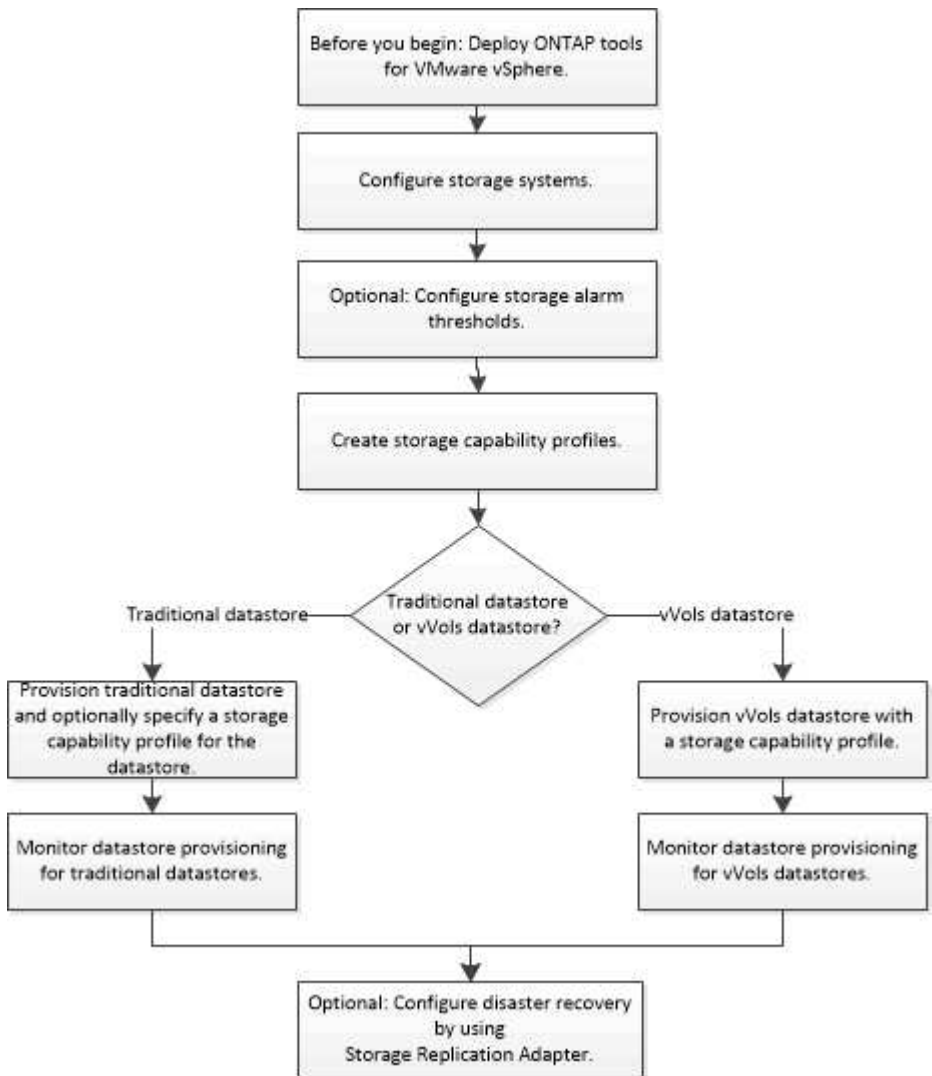 Before you begin: Deploy ONTAP tools
for VMware vSphere.
Configure storage systems.
Optional: Configure storage alarm
thresholds.
Create storage capability profiles.
Traditional datastore
or vVols datastore?
Traditional datastore
vVols datastore
Provision traditional datastore
and optionally specify a storage
capability profile for the
datastore.
Provision vVols datastore with
a storage capability profile.
Monitor datastore provisioning
for traditional datastores.
Monitor datastore provisioning
for vVols datastores.
Optional: Configure disaster recovery
by using
Storage Replication Adapter.